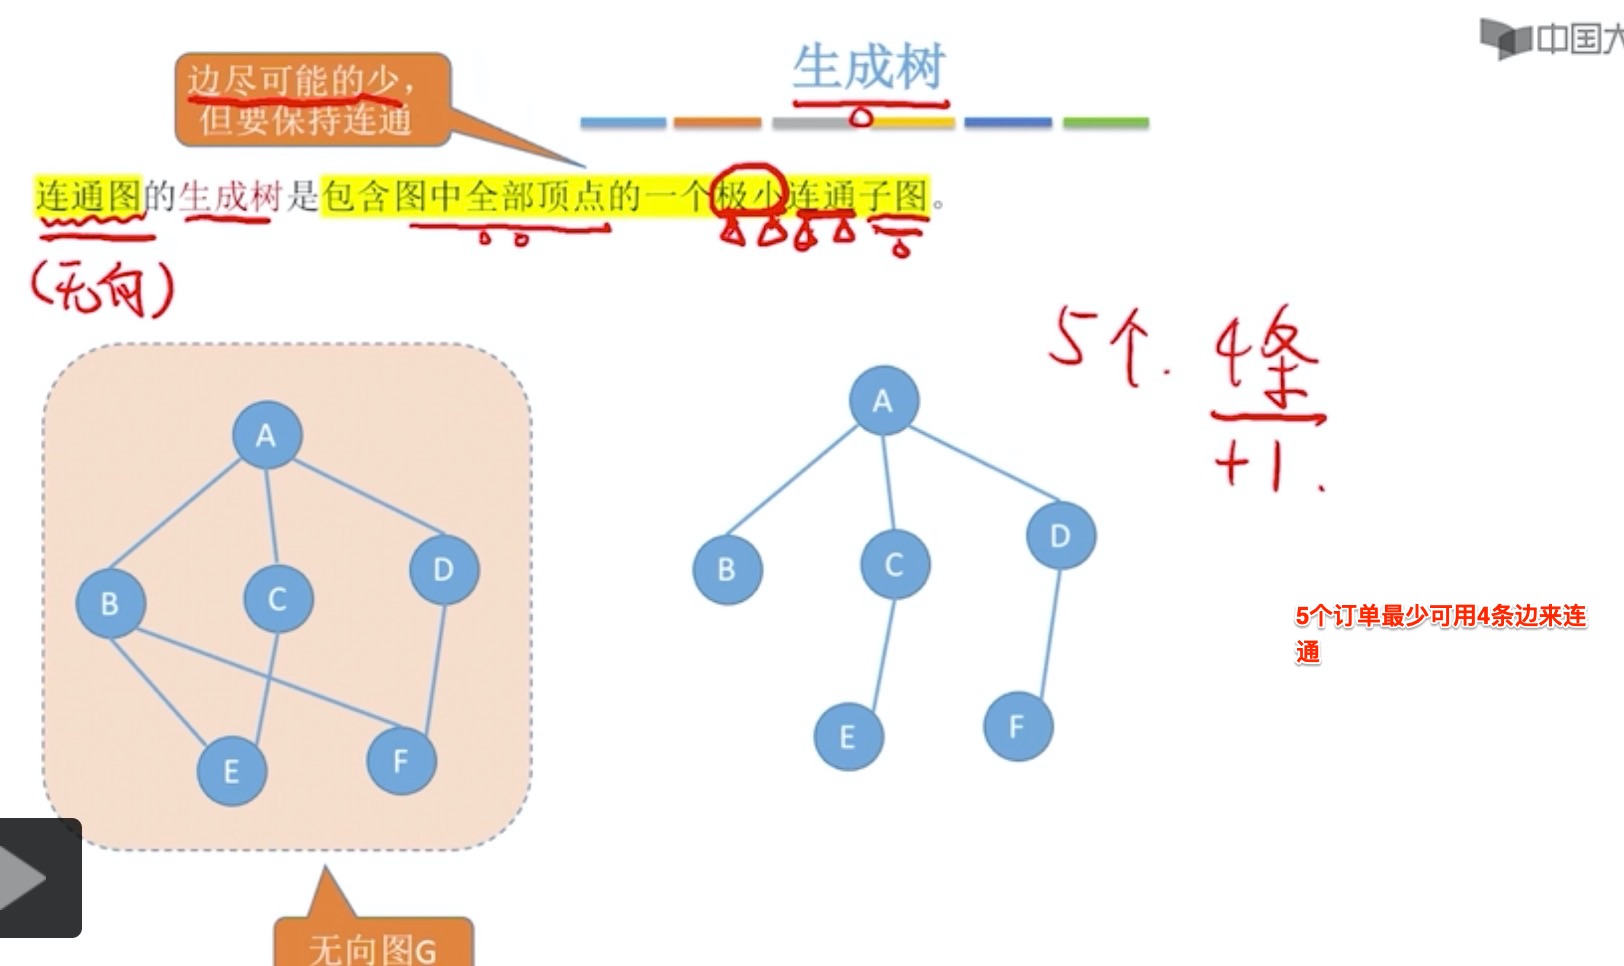 中国大
生成树
边尽可能的少，
但要保持连通
连通图的生成树是包含图中全部顶点的一个极小连通子图。
(无向)
5个. 4条
+1.
A
B
C
D
E
F
A
B
C
D
E
F
5个订单最少可用4条边来连
通
无向图G